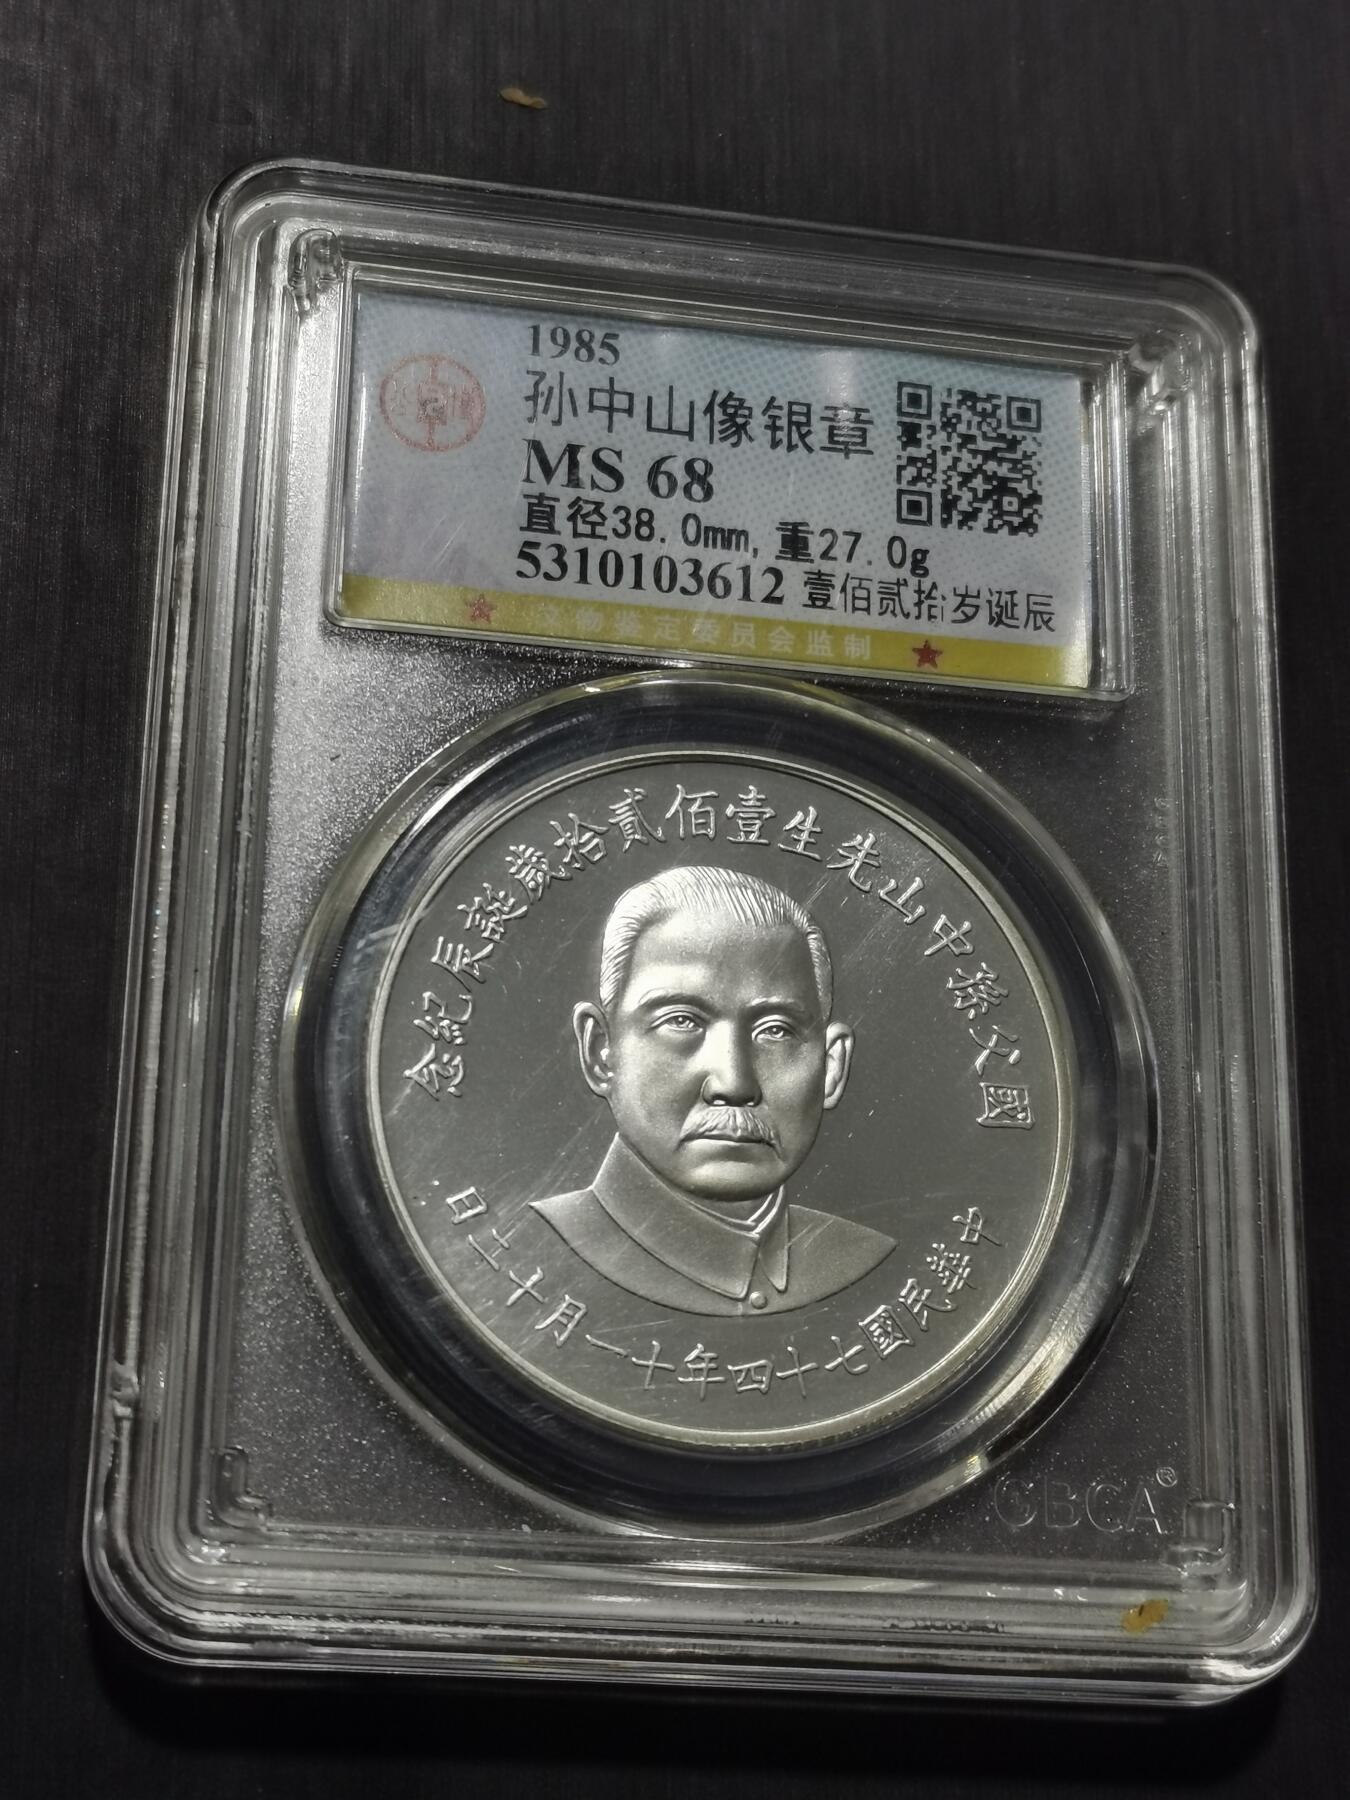 1985
孙中山像银章
MS 68
直径38.0mm,重27.0g
5310103612 壹佰贰拾岁诞辰
文物鉴定委员会监制
國父孫中山先生壹佰貳拾歲誕辰紀念
中華民國七十四年十一月十二日
GBCA®